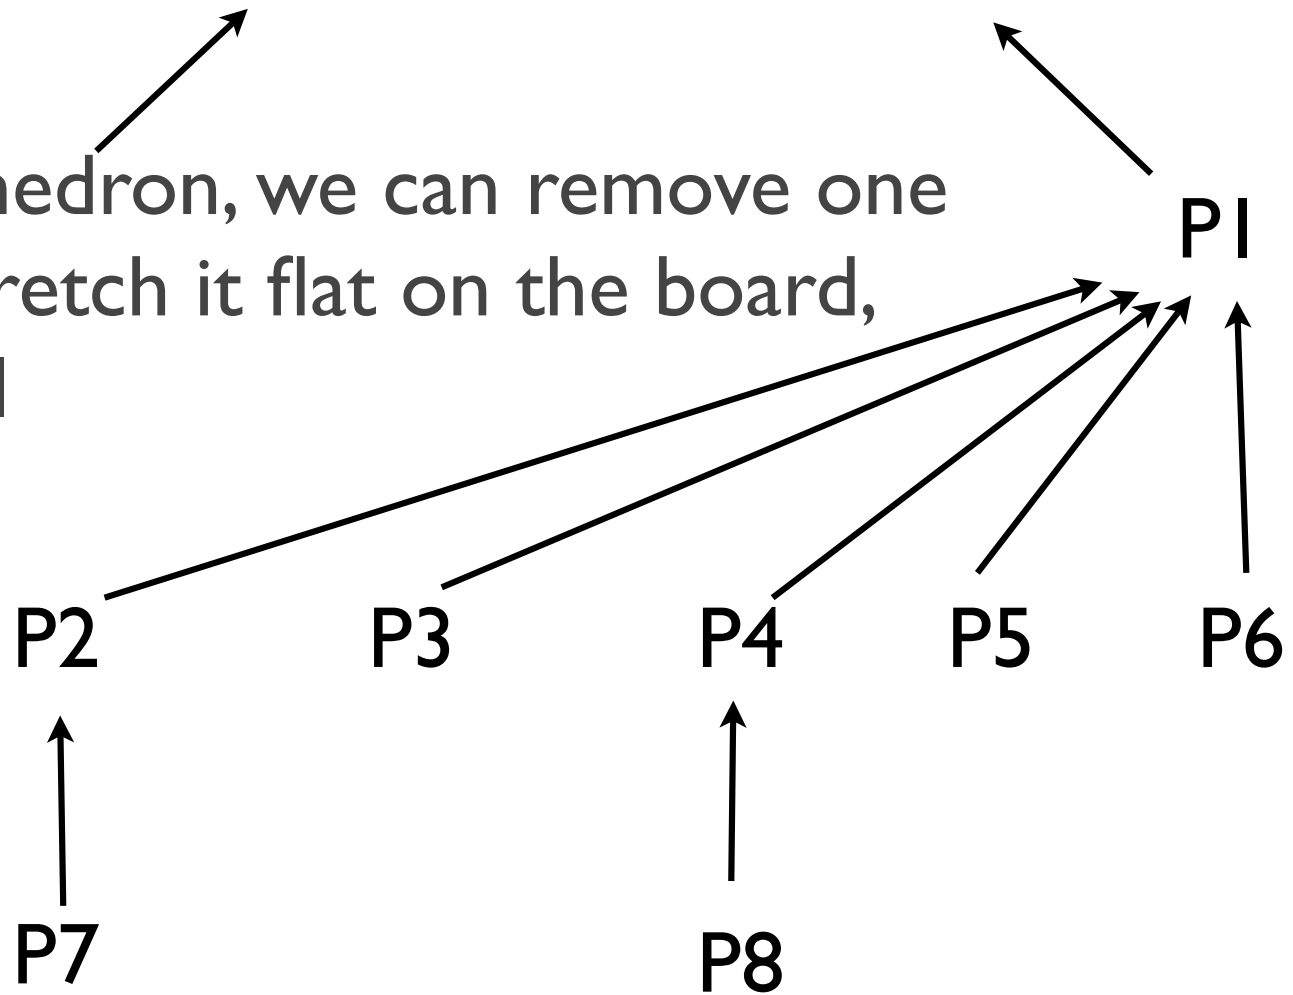 hedron, we can remove one
P1
retch it flat on the board,
P2 P3 P4 P5 P6
P7 P8